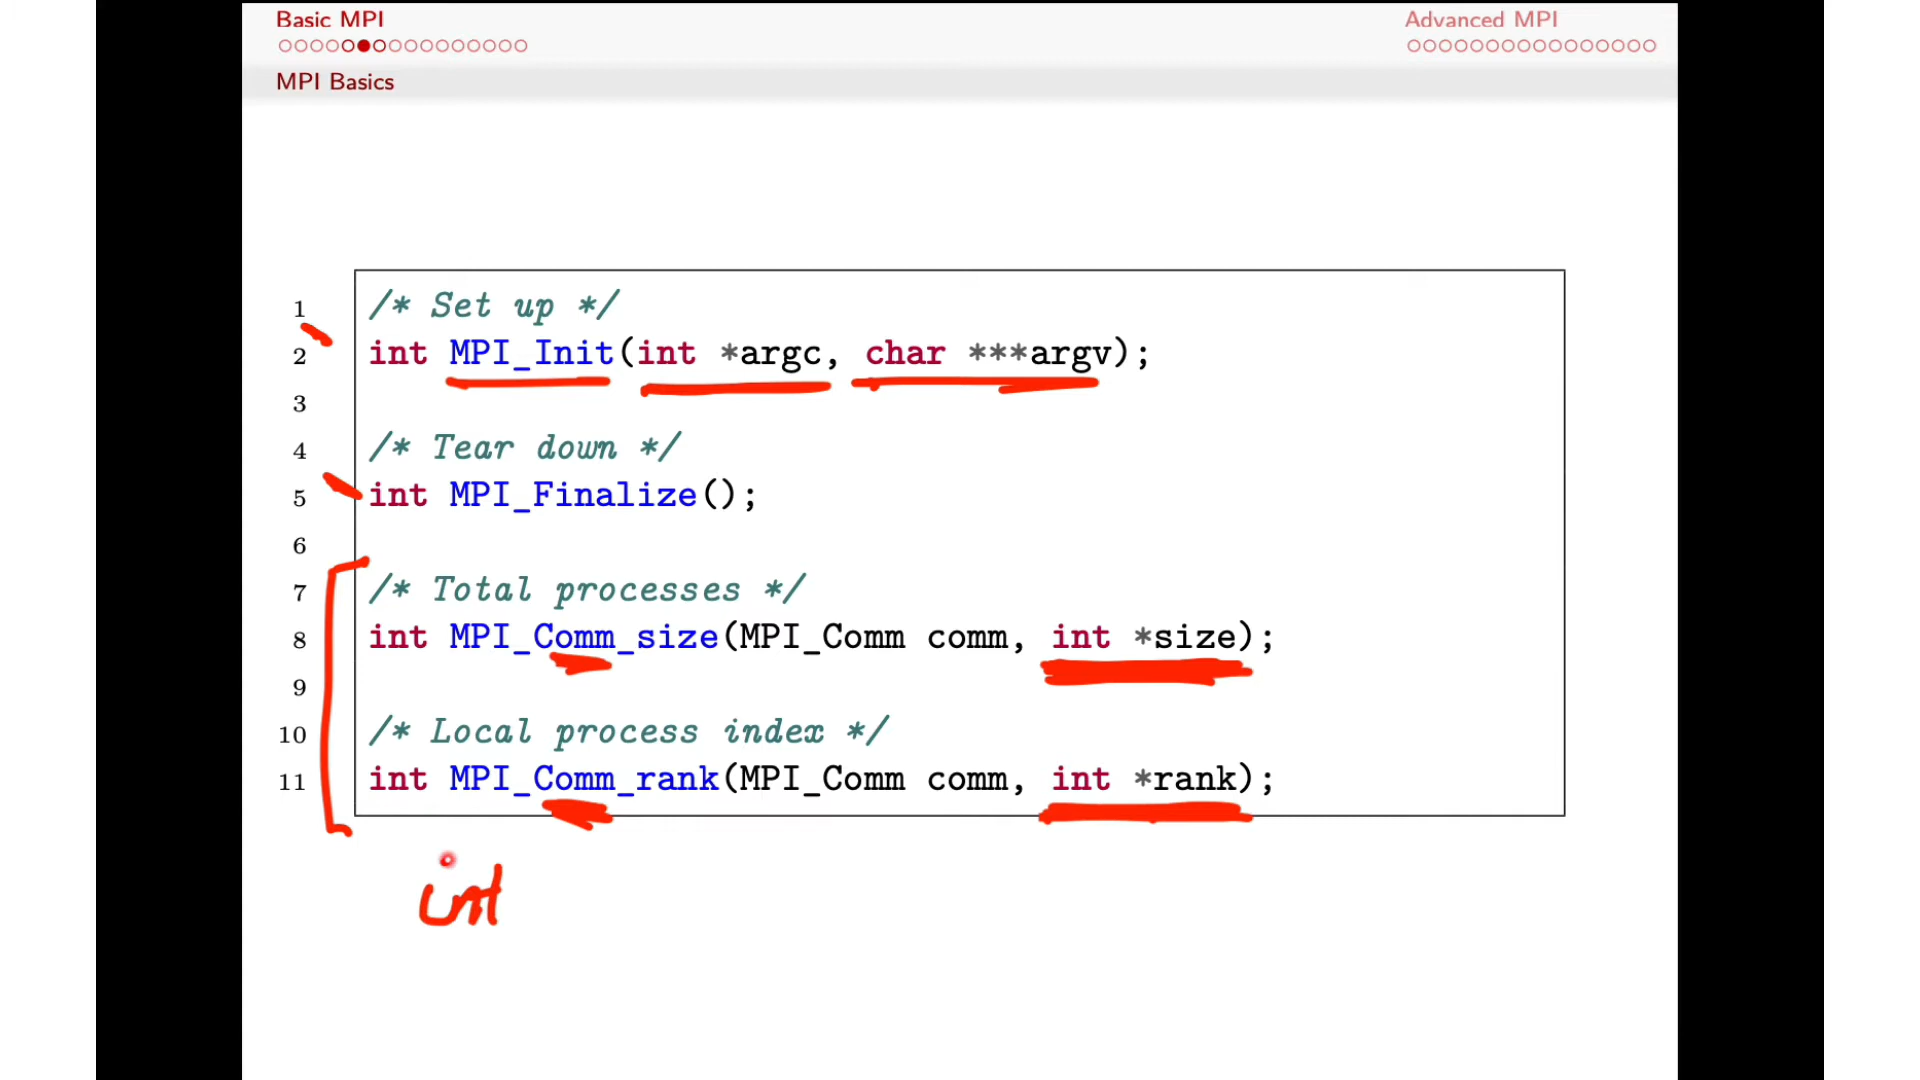 Basic MPI Advanced MPI
MPI Basics
1 /* Set up */
2 int MPI_Init(int *argc, char ***argv);
3
4 /* Tear down */
5 int MPI_Finalize();
6
7 /* Total processes */
8 int MPI_Comm_size(MPI_Comm comm, int *size);
9
10 /* Local process index */
11 int MPI_Comm_rank(MPI_Comm comm, int *rank);
int